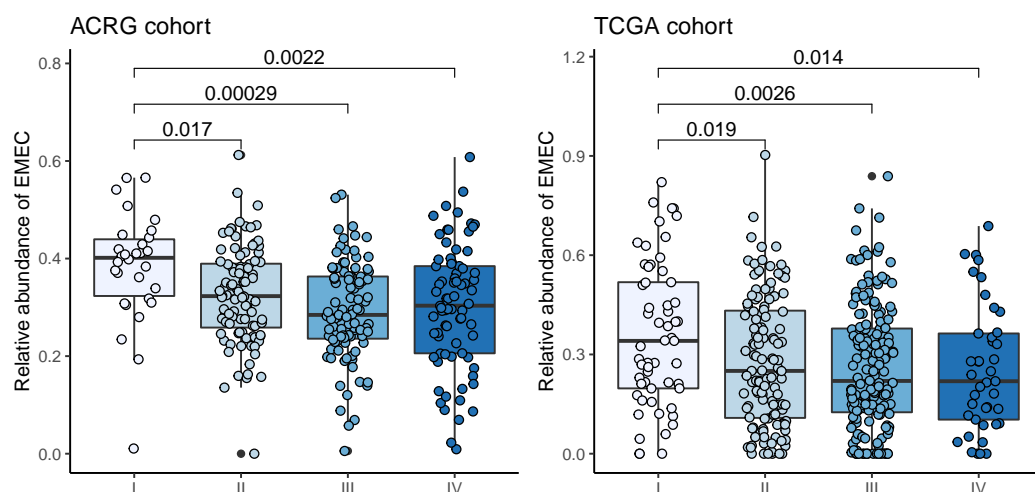 ACRG cohort
Relative abundance of EMEC
0.8
0.6
0.4
0.2
0.0
0.0022
0.00029
0.017
I II III IV
TCGA cohort
Relative abundance of EMEC
1.2
0.9
0.6
0.3
0.0
0.014
0.0026
0.019
I II III IV